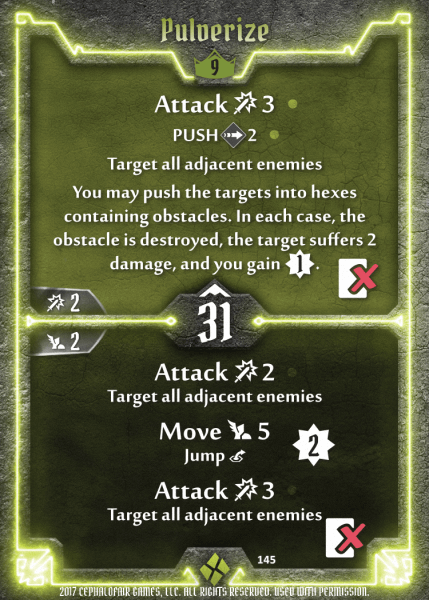 Pulverize
9
Attack 3
PUSH 2
Target all adjacent enemies
You may push the targets into hexes
containing obstacles. In each case, the
obstacle is destroyed, the target suffers 2
damage, and you gain 1.
2
31
2
Attack 2
Target all adjacent enemies
Move 5
Jump
2
Attack 3
Target all adjacent enemies
145
2017 CEPHALOFAIR GAMES, LLC. ALL RIGHTS RESERVED. USED WITH PERMISSION.